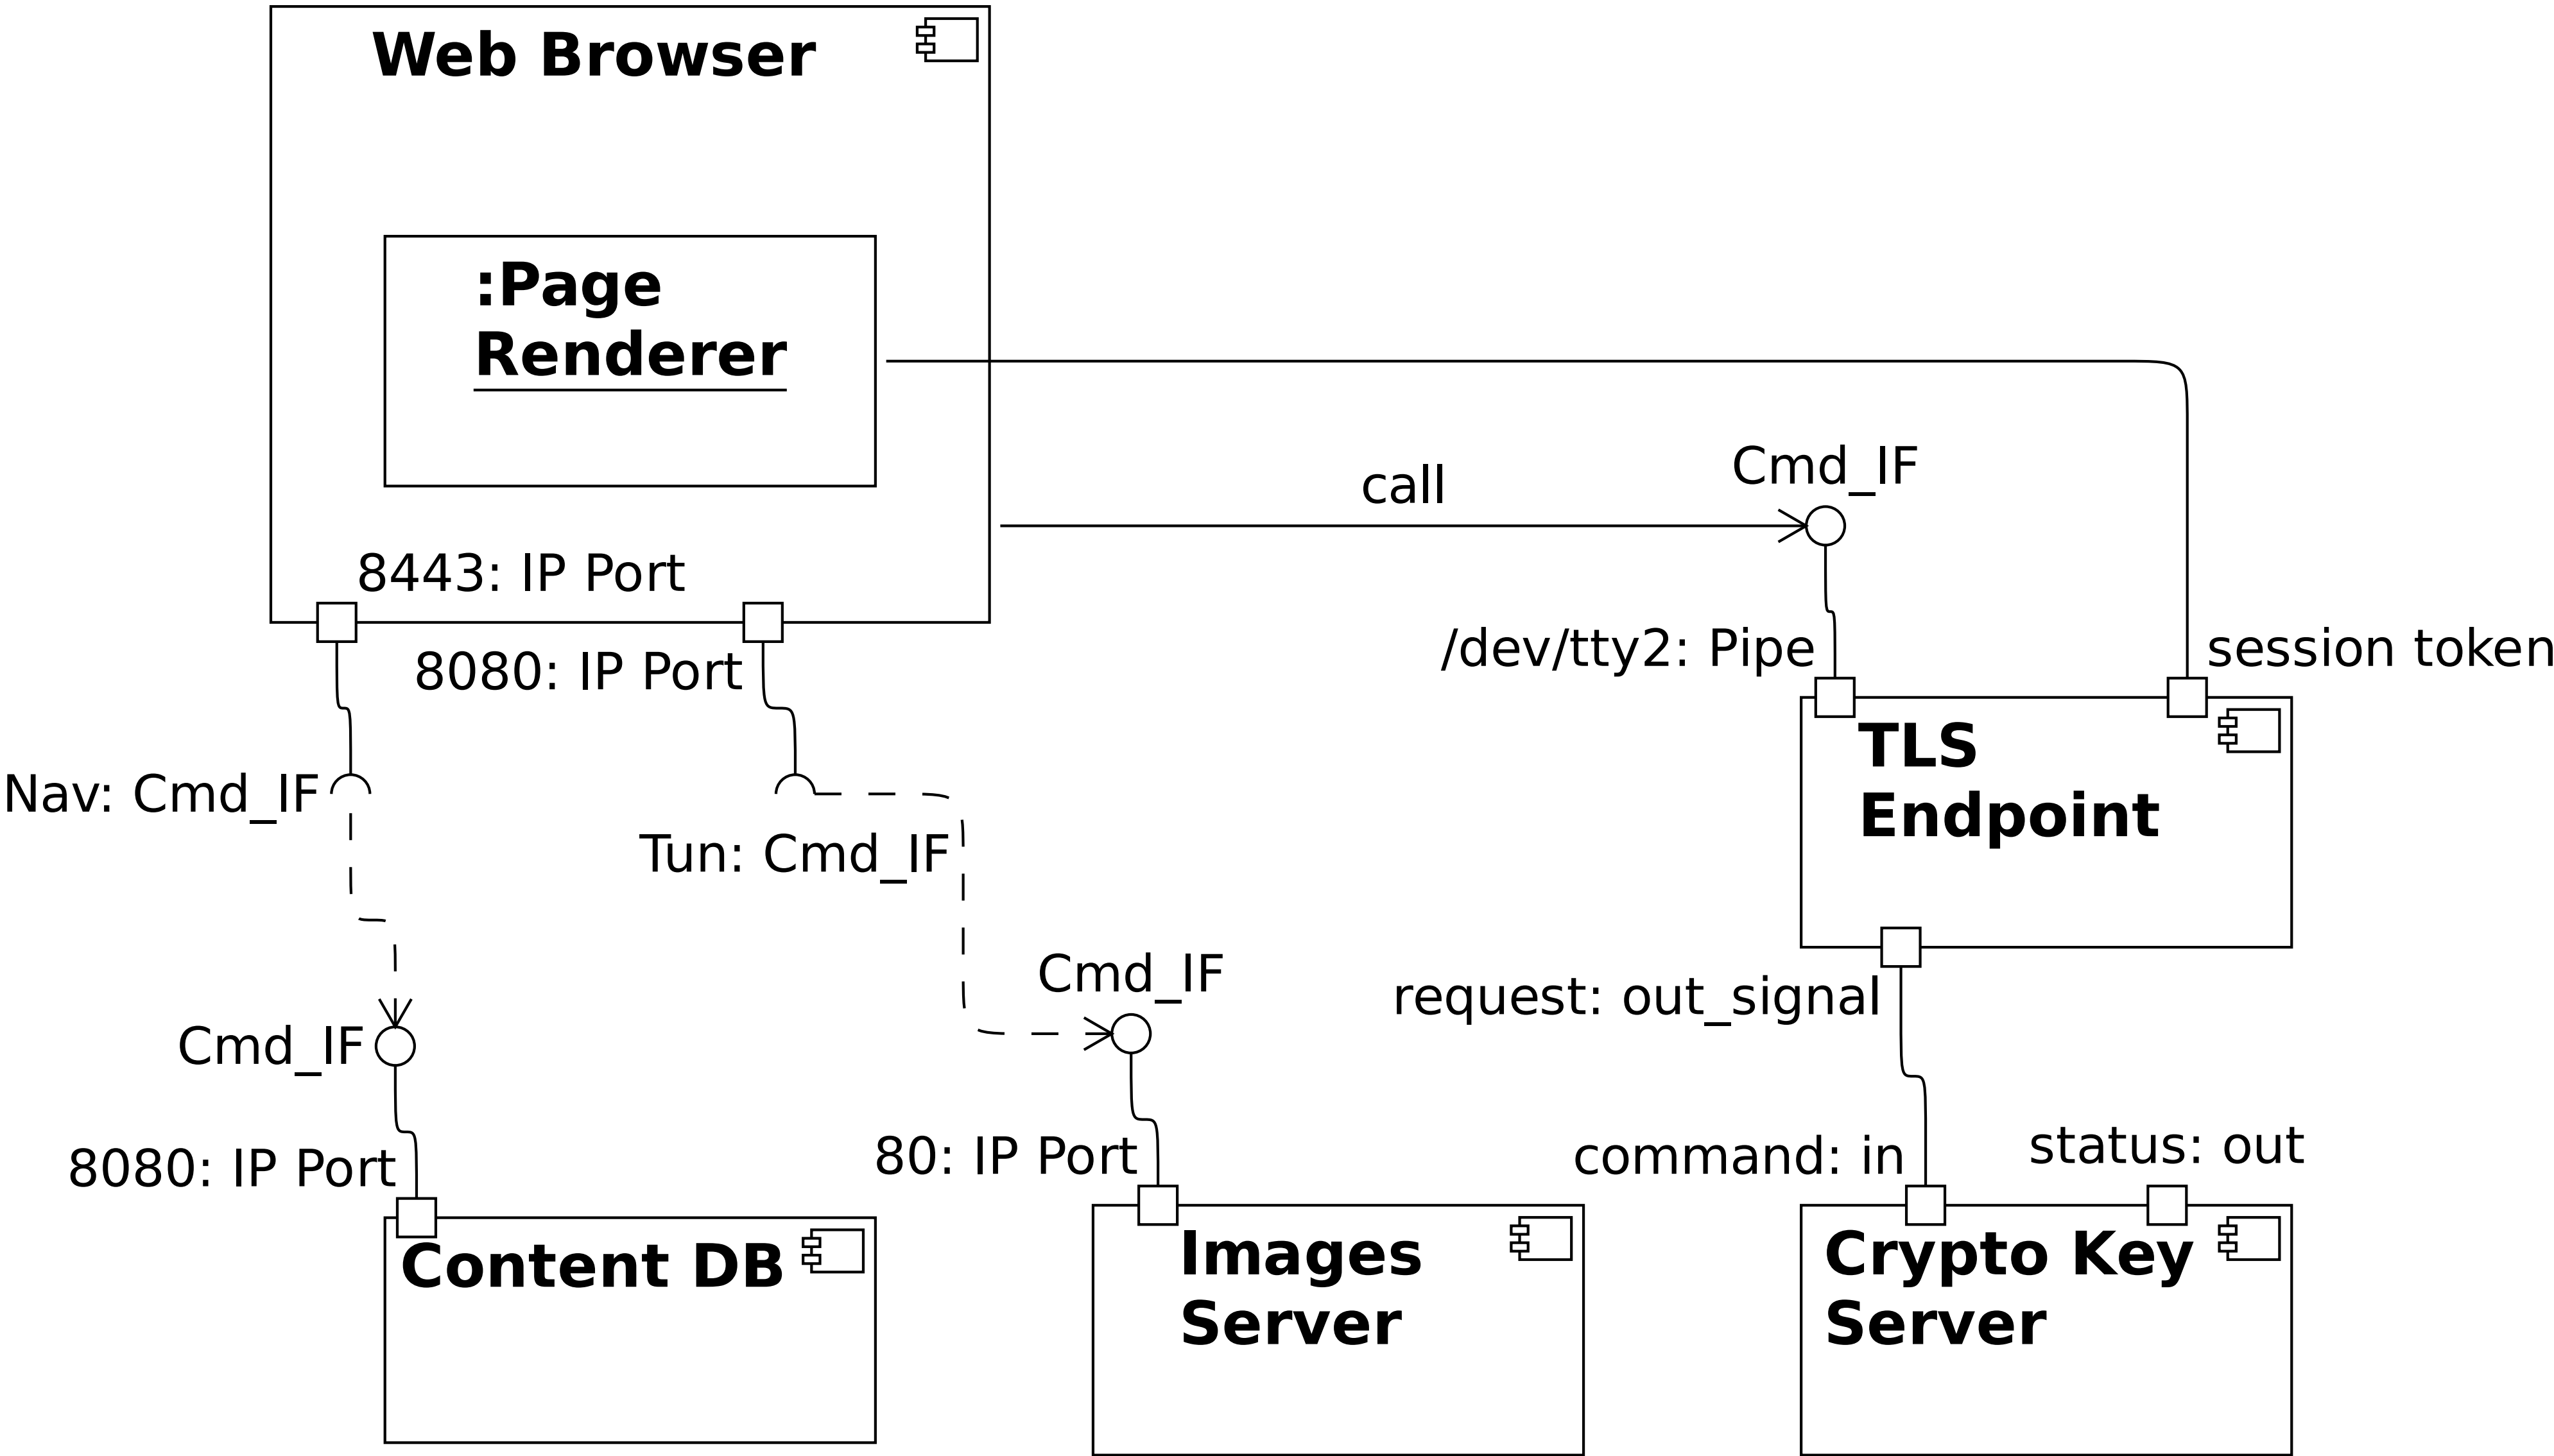 Web Browser
:Page
Renderer
call
Cmd_IF
8443: IP Port
8080: IP Port
/dev/tty2: Pipe
session token
TLS
Endpoint
Nav: Cmd_IF
Tun: Cmd_IF
Cmd_IF
request: out_signal
Cmd_IF
8080: IP Port
80: IP Port
command: in
status: out
Content DB
Images
Server
Crypto Key
Server